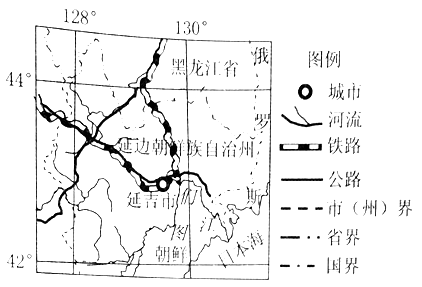 128°
130°
俄
黑龙江省
44°
罗
延边朝鲜族自治州
斯
延吉市
江
图
朝鲜
日本海
42°
图例
城市
河流
铁路
公路
市（州）界
省界
国界